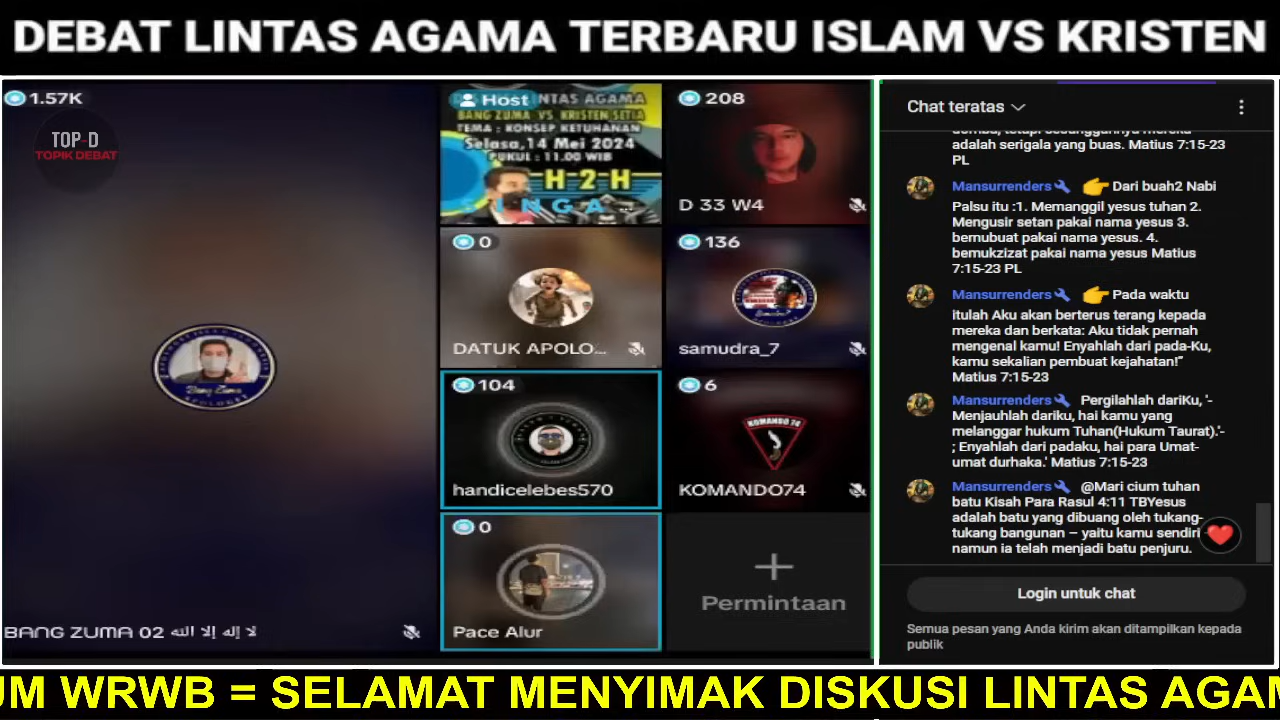 DEBAT LINTAS AGAMA TERBARU ISLAM VS KRISTEN
1.57K
TOP-D
TOPIK DEBAT
BANG ZUMA 02 لا إله إلا الله
Host
NTAS AGAMA
BANG ZUMA VS KRISTEN SETIA
TEMA : KONSEP KETUHANAN
Selasa,14 Mei 2024
PUKUL : 11.00 WIB
H2H
208
D 33 W4
0
DATUK APOLO...
136
samudra_7
104
handicelebes570
6
KOMANDO 74
KOMANDO74
0
Pace Alur
Permintaan
Chat teratas
adalah serigala yang buas. Matius 7:15-23
PL
Mansurrenders 👉 Dari buah2 Nabi
Palsu itu :1. Memanggil yesus tuhan 2.
Mengusir setan pakai nama yesus 3.
bernubuat pakai nama yesus. 4.
bemukzizat pakai nama yesus Matius
7:15-23 PL
Mansurrenders 👉 Pada waktu
itulah Aku akan berterus terang kepada
mereka dan berkata: Aku tidak pernah
mengenal kamu! Enyahlah dari pada-Ku,
kamu sekalian pembuat kejahatan!"
Matius 7:15-23
Mansurrenders Pergilahlah dariKu, '-
Menjauhlah dariku, hai kamu yang
melanggar hukum Tuhan(Hukum Taurat).'-
; Enyahlah dari padaku, hai para Umat-
umat durhaka.' Matius 7:15-23
Mansurrenders @Mari cium tuhan
batu Kisah Para Rasul 4:11 TBYesus
adalah batu yang dibuang oleh tukang-
tukang bangunan – yaitu kamu sendiri –
namun ia telah menjadi batu penjuru.
Login untuk chat
Semua pesan yang Anda kirim akan ditampilkan kepada
publik
UM WRWB = SELAMAT MENYIMAK DISKUSI LINTAS AGAM